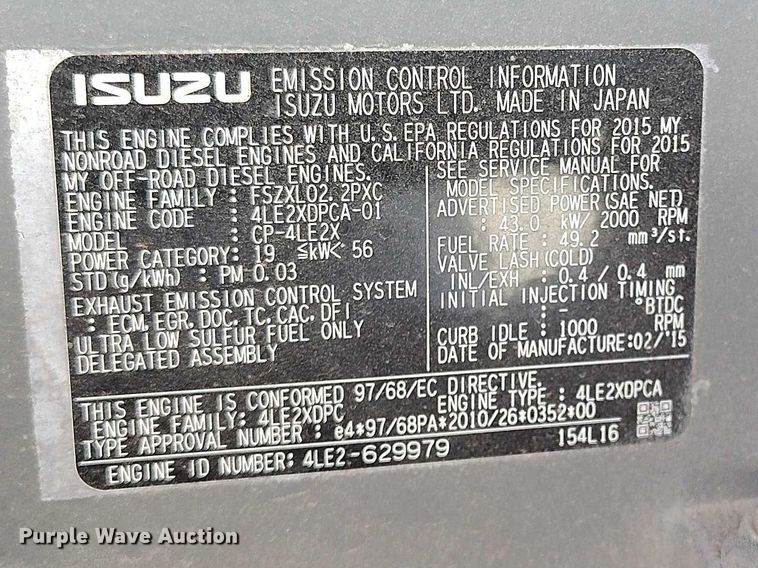 ISUZU EMISSION CONTROL INFORMATION
ISUZU MOTORS LTD. MADE IN JAPAN
THIS ENGINE COMPLIES WITH U.S. EPA REGULATIONS FOR 2015 MY
NONROAD DIESEL ENGINES AND CALIFORNIA REGULATIONS FOR 2015
MY OFF-ROAD DIESEL ENGINES.
ENGINE FAMILY : FSZXL02.2PXC
ENGINE CODE : 4LE2XDPCA-01
MODEL : CP-4LE2X
POWER CATEGORY: 19 ≦kW< 56
STD (g/kWh) : PM 0.03
EXHAUST EMISSION CONTROL SYSTEM
: ECM, EGR, DOC, TC, CAC, DFI
ULTRA LOW SULFUR FUEL ONLY
DELEGATED ASSEMBLY
SEE SERVICE MANUAL FOR
MODEL SPECIFICATIONS.
ADVERTISED POWER (SAE NET)
: 43.0 kW/ 2000 RPM
FUEL RATE : 49.2 mm³/st.
VALVE LASH (COLD)
INL/EXH : 0.4 / 0.4 mm
INITIAL INJECTION TIMING
: - °BTDC
CURB IDLE : 1000 RPM
DATE OF MANUFACTURE:02/'15
THIS ENGINE IS CONFORMED 97/68/EC DIRECTIVE.
ENGINE FAMILY: 4LE2XDPC ENGINE TYPE : 4LE2XDPCA
TYPE APPROVAL NUMBER : e4*97/68PA*2010/26*0352*00
ENGINE ID NUMBER: 4LE2-629979 154L16
Purple Wave Auction